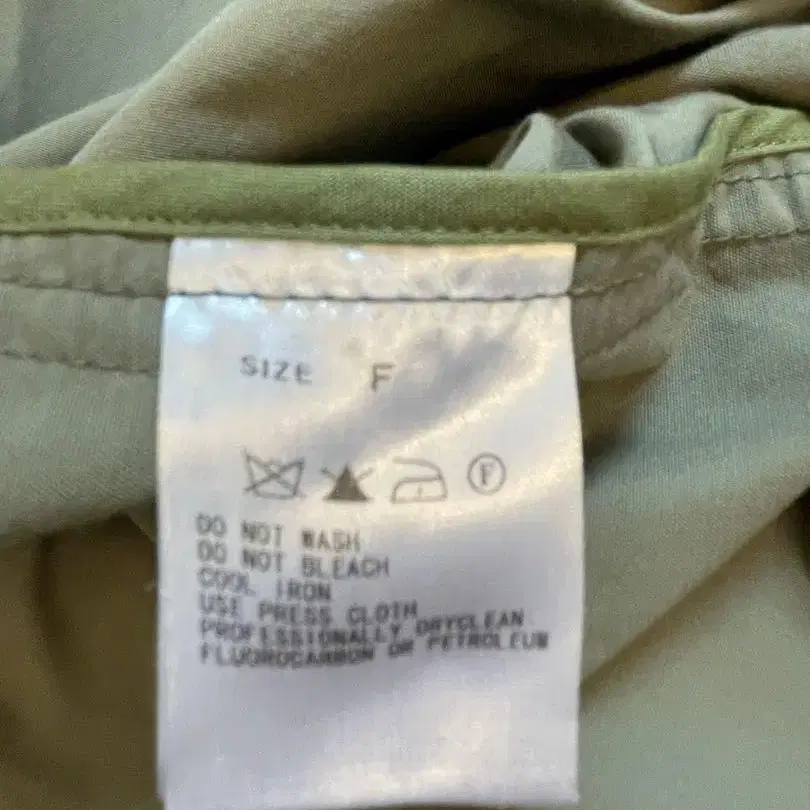 SIZE F
F
DO NOT WASH
DO NOT BLEACH
COOL IRON
USE PRESS CLOTH
PROFESSIONALLY DRYCLEAN
FLUOROCARBON OR PETROLEUM